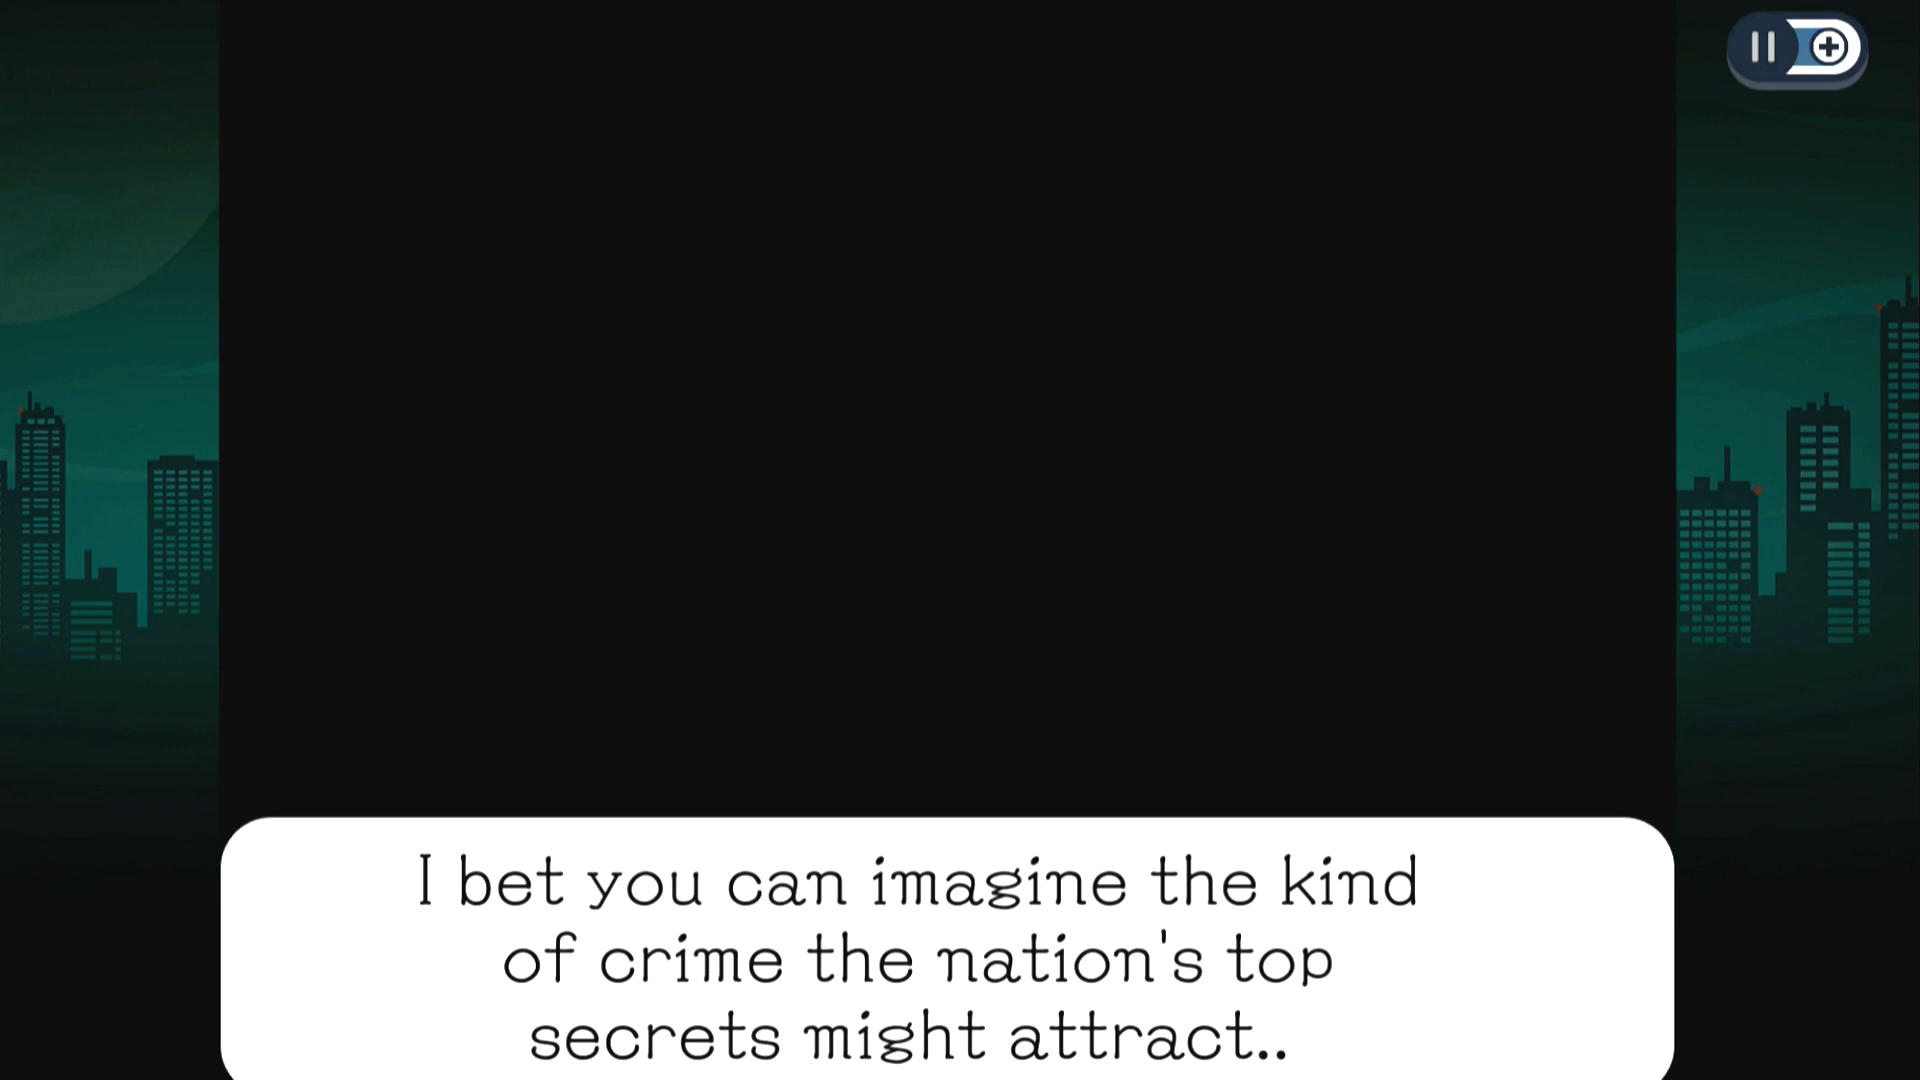 I bet you can imagine the kind
of crime the nation's top
secrets might attract..